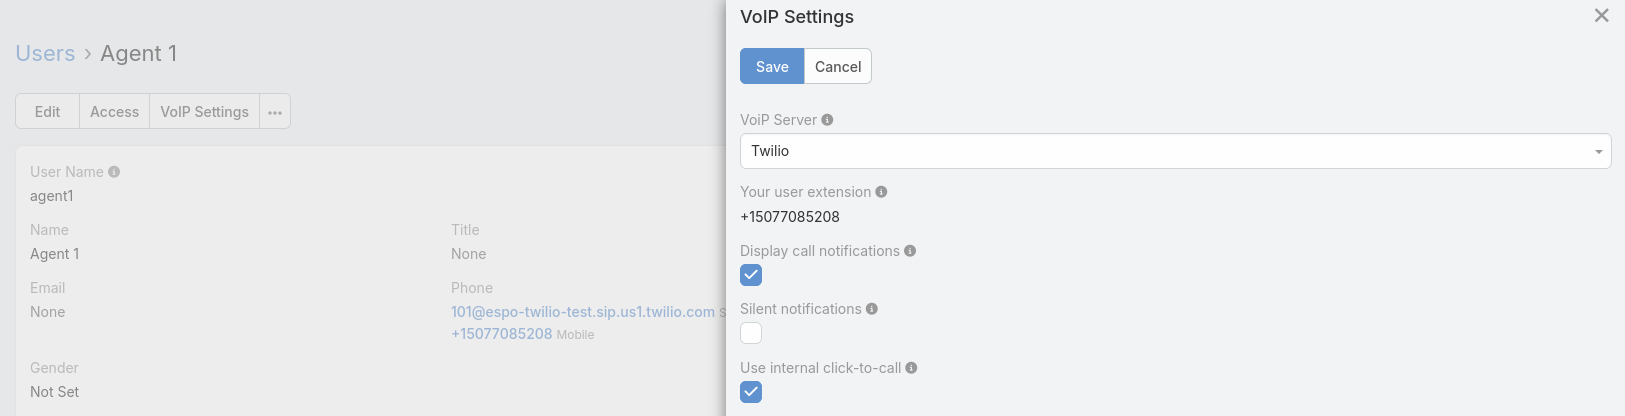 Users › Agent 1
Edit Access VoIP Settings ...
User Name
agent1
Name
Agent 1
Title
None
Email
None
Phone
101@espo-twilio-test.sip.us1.twilio.com
+15077085208 Mobile
Gender
Not Set
VoIP Settings
Save Cancel
VoiP Server
Twilio
Your user extension
+15077085208
Display call notifications
Silent notifications
Use internal click-to-call